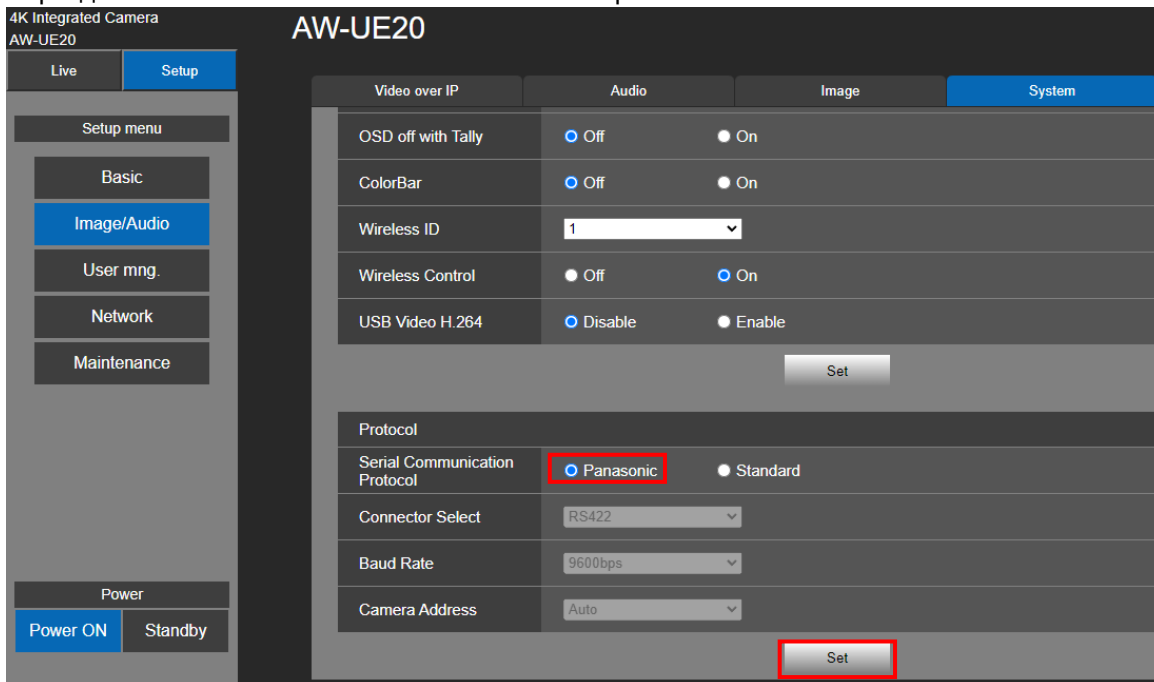 4K Integrated Camera
AW-UE20
AW-UE20
Live Setup
Video over IP Audio Image System
Setup menu
Basic
Image/Audio
User mng.
Network
Maintenance
OSD off with Tally Off On
ColorBar Off On
Wireless ID 1
Wireless Control Off On
USB Video H.264 Disable Enable
Set
Protocol
Serial Communication
Protocol
Panasonic Standard
Connector Select RS422
Baud Rate 9600bps
Camera Address Auto
Set
Power
Power ON Standby